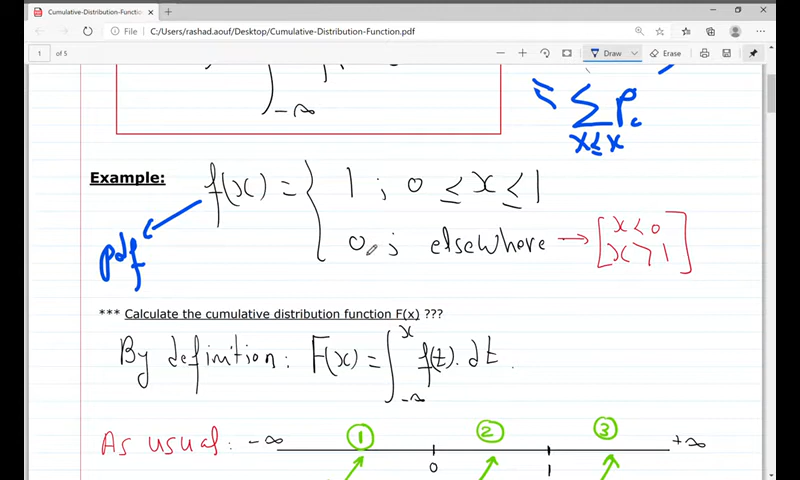 Cumulative-Distribution-Function
File
C:/Users/rashad.aouf/Desktop/Cumulative-Distribution-Function.pdf
1 of 5
Draw
Erase
−∞
= ∑ Pi
x ≤ x
Example: f(x) = { 1 ; 0 ≤ x ≤ 1
0 ; elsewhere → [ x < 0
x > 1 ]
pdf
*** Calculate the cumulative distribution function F(x) ???
By definition: F(x) = ∫_{-∞}^{x} f(t). dt .
As usual: −∞ 1 2 3 +∞
0 1